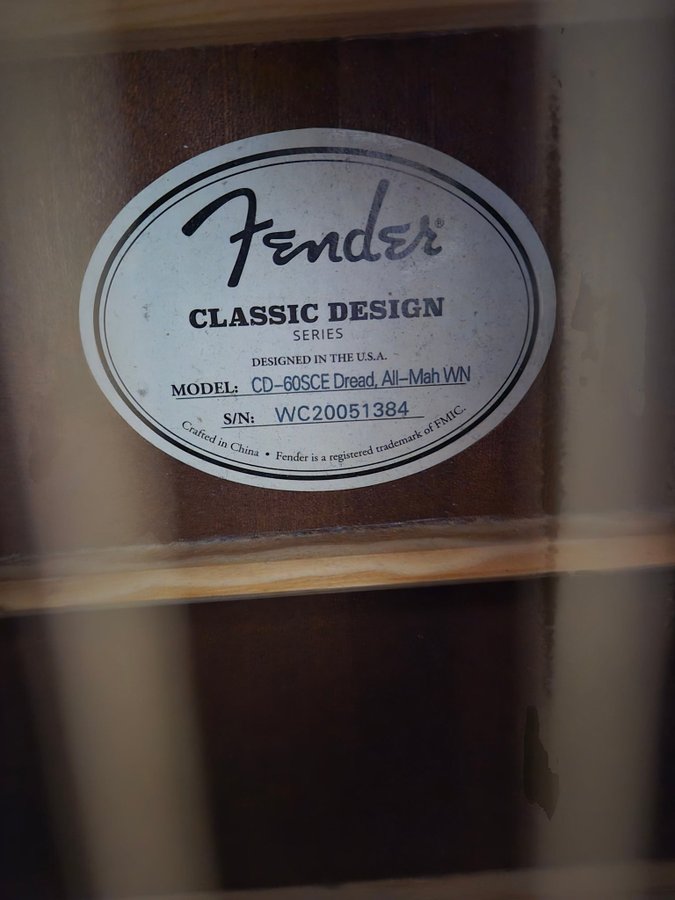 Fender®
CLASSIC DESIGN
SERIES
DESIGNED IN THE U.S.A.
MODEL: CD-60SCE Dread, All-Mah WN
S/N: WC20051384
Crafted in China • Fender is a registered trademark of FMIC.